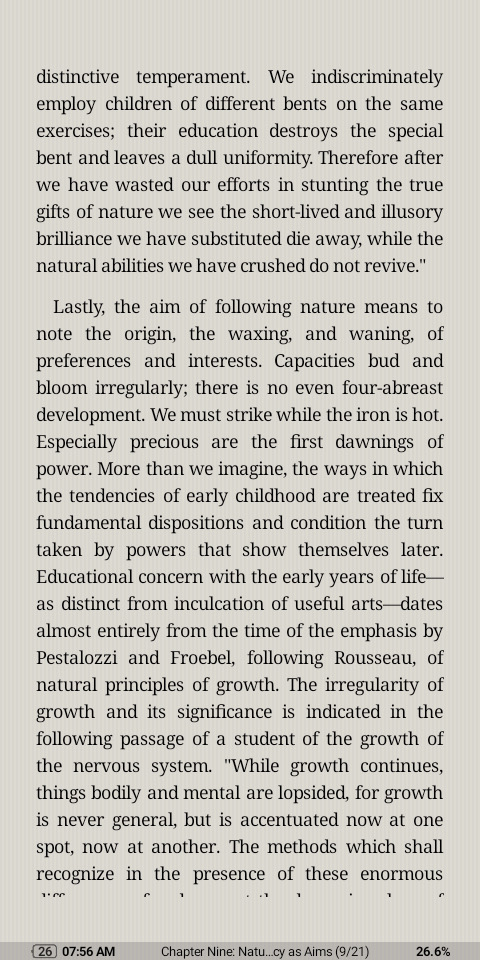 distinctive temperament. We indiscriminately
employ children of different bents on the same
exercises; their education destroys the special
bent and leaves a dull uniformity. Therefore after
we have wasted our efforts in stunting the true
gifts of nature we see the short-lived and illusory
brilliance we have substituted die away, while the
natural abilities we have crushed do not revive."
Lastly, the aim of following nature means to
note the origin, the waxing, and waning, of
preferences and interests. Capacities bud and
bloom irregularly; there is no even four-abreast
development. We must strike while the iron is hot.
Especially precious are the first dawnings of
power. More than we imagine, the ways in which
the tendencies of early childhood are treated fix
fundamental dispositions and condition the turn
taken by powers that show themselves later.
Educational concern with the early years of life—
as distinct from inculcation of useful arts—dates
almost entirely from the time of the emphasis by
Pestalozzi and Froebel, following Rousseau, of
natural principles of growth. The irregularity of
growth and its significance is indicated in the
following passage of a student of the growth of
the nervous system. "While growth continues,
things bodily and mental are lopsided, for growth
is never general, but is accentuated now at one
spot, now at another. The methods which shall
recognize in the presence of these enormous
26 07:56 AM Chapter Nine: Natu...cy as Aims (9/21) 26.6%